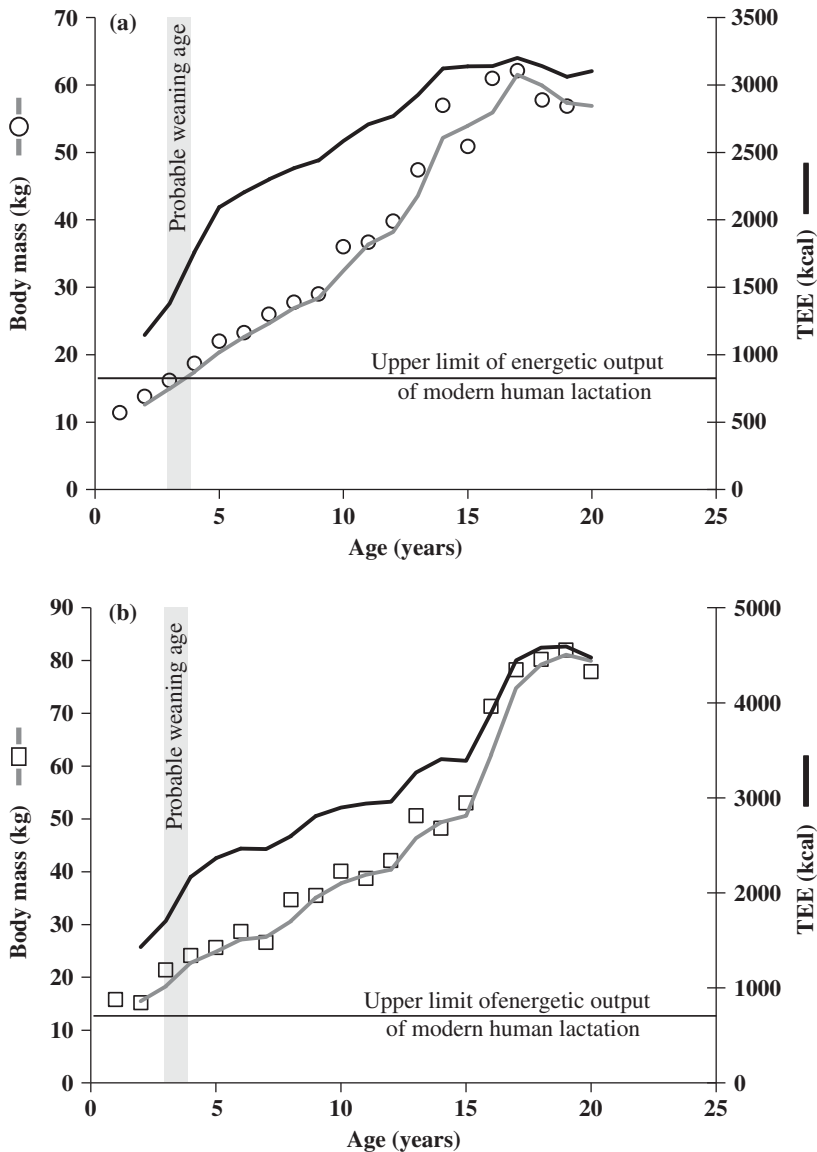 (a)
70
60
50
40
30
20
10
0
Body mass (kg)
Probable weaning age
3500
3000
2500
2000
1500
1000
500
0
TEE (kcal)
Upper limit of energetic output
of modern human lactation
0 5 10 15 20 25
Age (years)
(b)
90
80
70
60
50
40
30
20
10
0
Body mass (kg)
Probable weaning age
5000
4000
3000
2000
1000
0
TEE (kcal)
Upper limit ofenergetic output
of modern human lactation
0 5 10 15 20 25
Age (years)